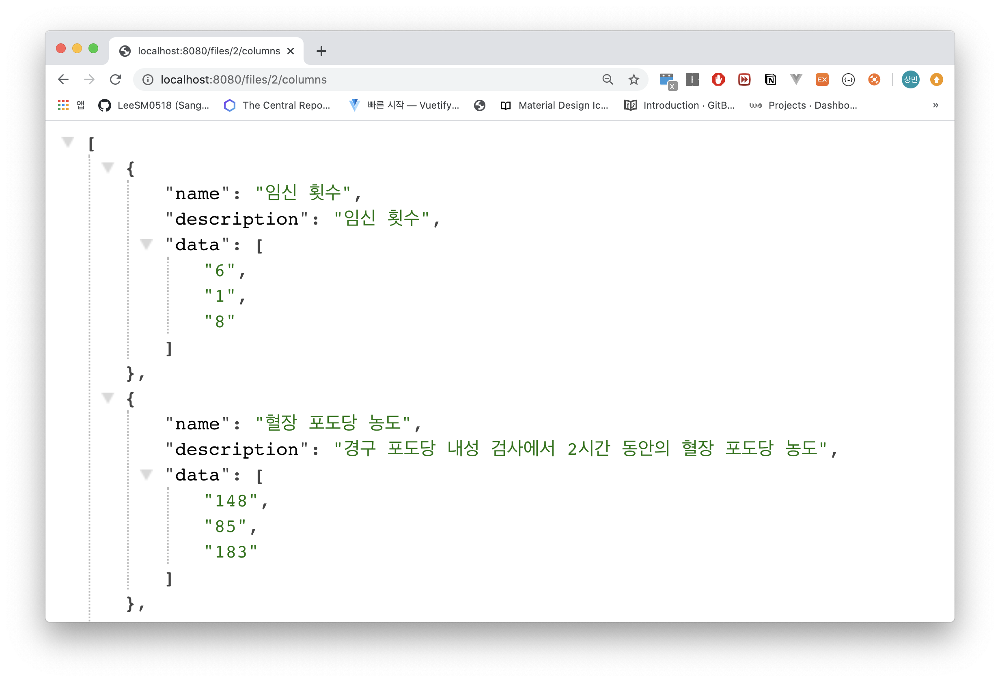 localhost:8080/files/2/columns
localhost:8080/files/2/columns
X
N
EX
{...}
상민
앱
LeeSM0518 (Sang...
The Central Repo...
빠른 시작 — Vuetify...
Material Design Ic...
Introduction · GitB...
Projects · Dashbo...
»
[
{
"name": "임신 횟수",
"description": "임신 횟수",
"data": [
"6",
"1",
"8"
]
},
{
"name": "혈장 포도당 농도",
"description": "경구 포도당 내성 검사에서 2시간 동안의 혈장 포도당 농도",
"data": [
"148",
"85",
"183"
]
},